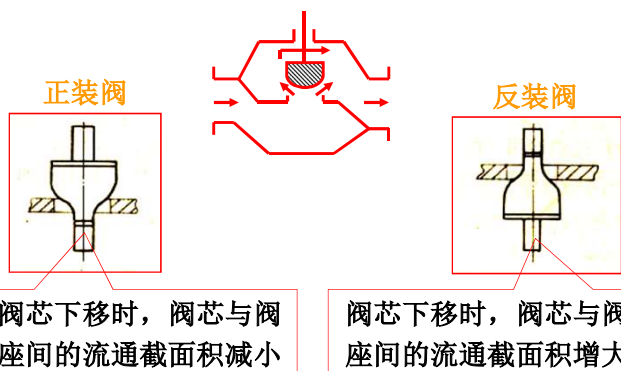 正装阀
反装阀
阀芯下移时，阀芯与阀
座间的流通截面积减小
阀芯下移时，阀芯与阀
座间的流通截面积增大